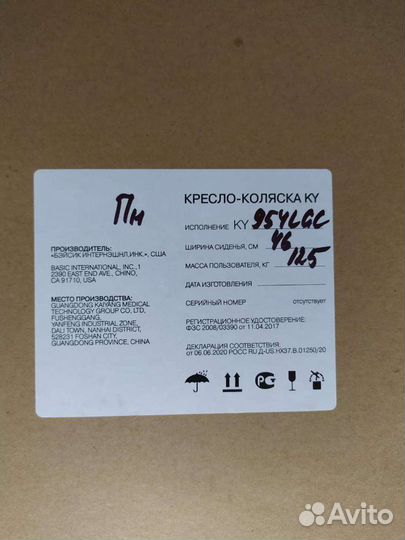 Пн
ПРОИЗВОДИТЕЛЬ:
«БЭЙСИК ИНТЕРНЭШНЛ.ИНК.», США
BASIC INTERNATIONAL, INC.,1
2390 EAST END AVE., CHINO,
CA 91710, USA
МЕСТО ПРОИЗВОДСТВА:
GUANGDONG KAIYANG MEDICAL
TECHNOLOGY GROUP CO, LTD,
FUSHENGGANG,
YANFENG INDUSTRIAL ZONE,
DALI TOWN, NANHAI DISTRICT,
528231 FOSHAN CITY
GUANGDONG PROVINCE, CHINA
КРЕСЛО-КОЛЯСКА KY
ИСПОЛНЕНИЕ KY 954LGC
ШИРИНА СИДЕНЬЯ, СМ 46
МАССА ПОЛЬЗОВАТЕЛЯ, КГ 125
ДАТА ИЗГОТОВЛЕНИЯ
СЕРИЙНЫЙ НОМЕР отсутствует
РЕГИСТРАЦИОННОЕ УДОСТОВЕРЕНИЕ:
ФЗС 2008/03390 от 11.04.2017
ДЕКЛАРАЦИЯ СООТВЕТСТВИЯ:
от 06.06.2020 РОСС RU Д-US.НХ37.В.01250/20
Avito